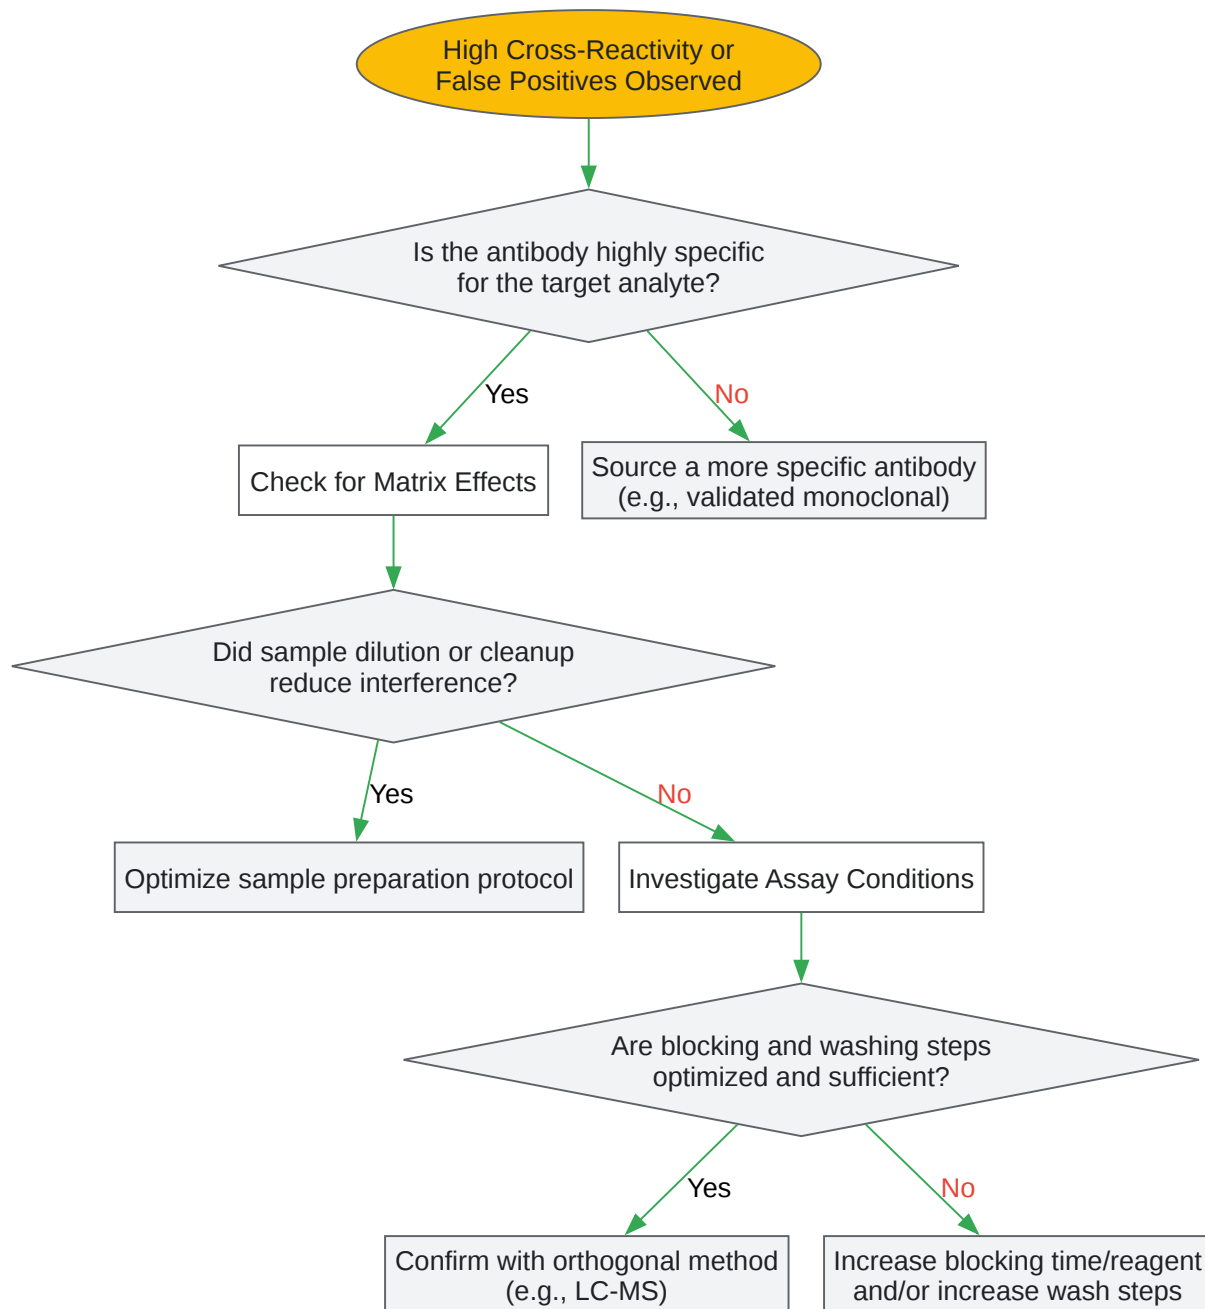 High Cross-Reactivity or
False Positives Observed
Is the antibody highly specific
for the target analyte?
Yes
No
Check for Matrix Effects
Source a more specific antibody
(e.g., validated monoclonal)
Did sample dilution or cleanup
reduce interference?
Yes
No
Optimize sample preparation protocol
Investigate Assay Conditions
Are blocking and washing steps
optimized and sufficient?
Yes
No
Confirm with orthogonal method
(e.g., LC-MS)
Increase blocking time/reagent
and/or increase wash steps